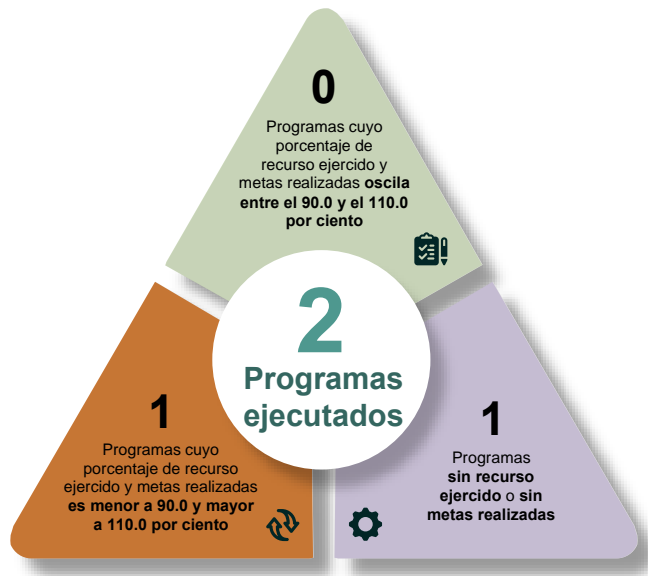 0
Programas cuyo
porcentaje de
recurso ejercido y
metas realizadas oscila
entre el 90.0 y el 110.0
por ciento
2
Programas
ejecutados
1
Programas cuyo
porcentaje de recurso
ejercido y metas realizadas
es menor a 90.0 y mayor
a 110.0 por ciento
1
Programas
sin recurso
ejercido o sin
metas realizadas